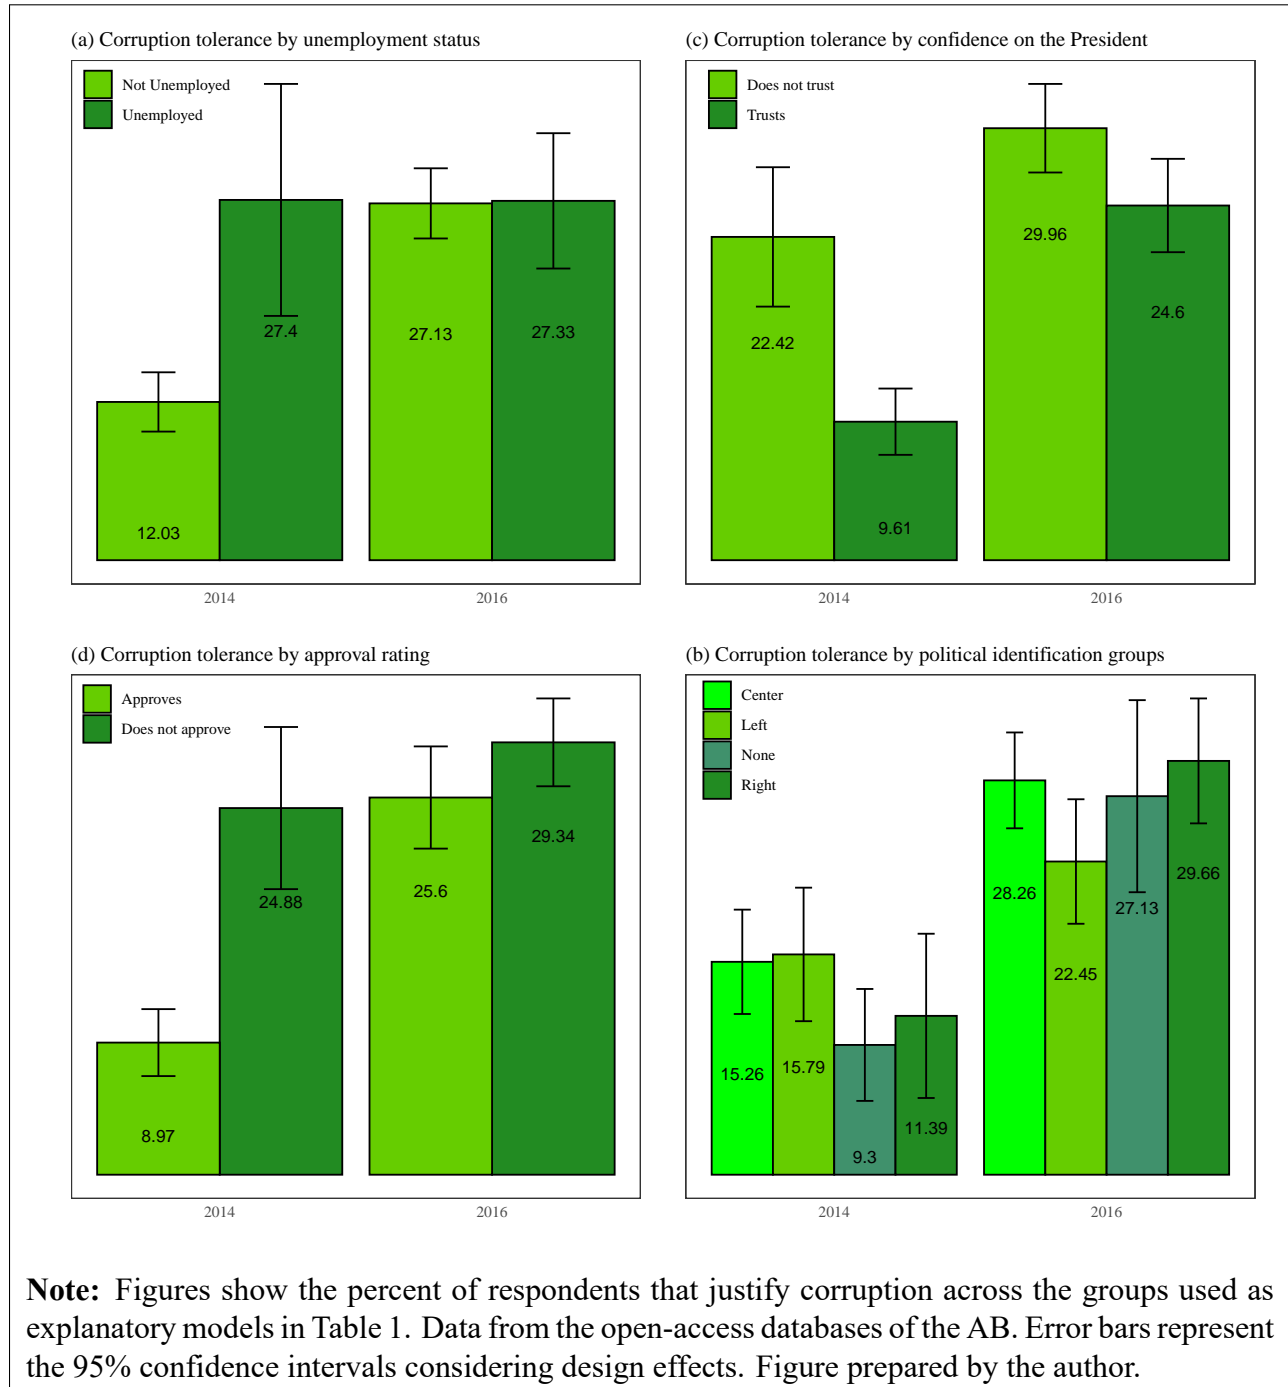 (a) Corruption tolerance by unemployment status
Not Unemployed
Unemployed
12.03
27.4
27.13
27.33
2014
2016
(c) Corruption tolerance by confidence on the President
Does not trust
Trusts
22.42
9.61
29.96
24.6
2014
2016
(d) Corruption tolerance by approval rating
Approves
Does not approve
8.97
24.88
25.6
29.34
2014
2016
(b) Corruption tolerance by political identification groups
Center
Left
None
Right
15.26
15.79
9.3
11.39
28.26
22.45
27.13
29.66
2014
2016
Note: Figures show the percent of respondents that justify corruption across the groups used as
explanatory models in Table 1. Data from the open-access databases of the AB. Error bars represent
the 95% confidence intervals considering design effects. Figure prepared by the author.